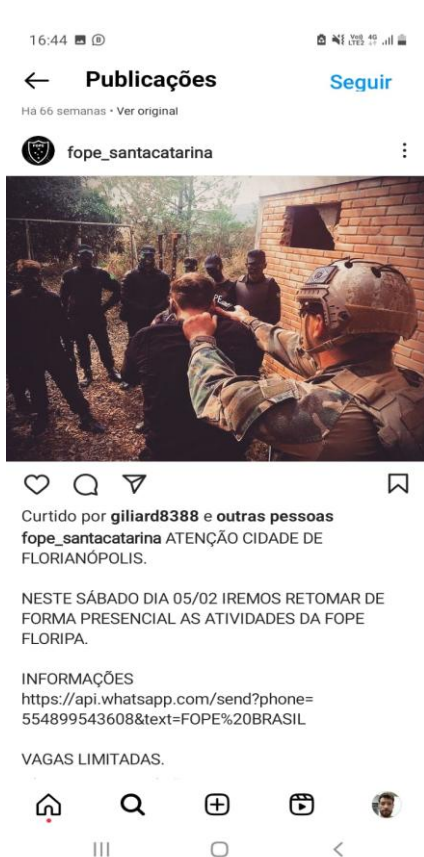 16:44
Publicações
Seguir
Há 66 semanas • Ver original
fope_santacatarina
Curtido por giliard8388 e outras pessoas
fope_santacatarina ATENÇÃO CIDADE DE
FLORIANÓPOLIS.
NESTE SÁBADO DIA 05/02 IREMOS RETOMAR DE
FORMA PRESENCIAL AS ATIVIDADES DA FOPE
FLORIPA.
INFORMAÇÕES
https://api.whatsapp.com/send?phone=
554899543608&text=FOPE%20BRASIL
VAGAS LIMITADAS.